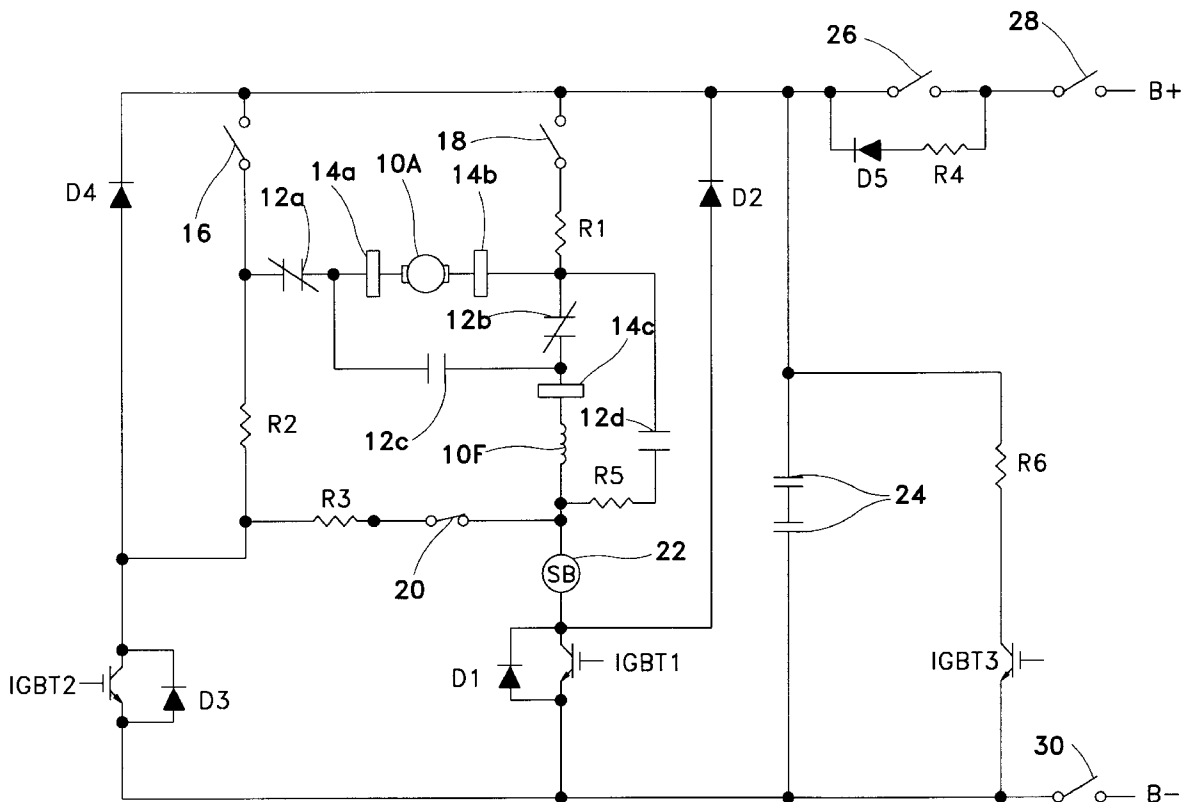 26
28
B+
18
10A
14b
14a
D5
R4
D4
12a
D2
16
R1
12b
14c
R2
12c
12d
10F
R5
R6
R3
24
22
20
SB
IGBT2
D3
D1
IGBT1
IGBT3
30
B-